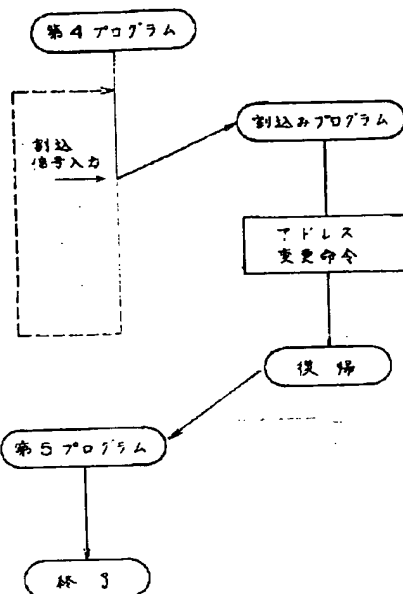 第4プログラム
割込
信号入力
割込みプログラム
アドレス
変更命令
復帰
第5プログラム
終了